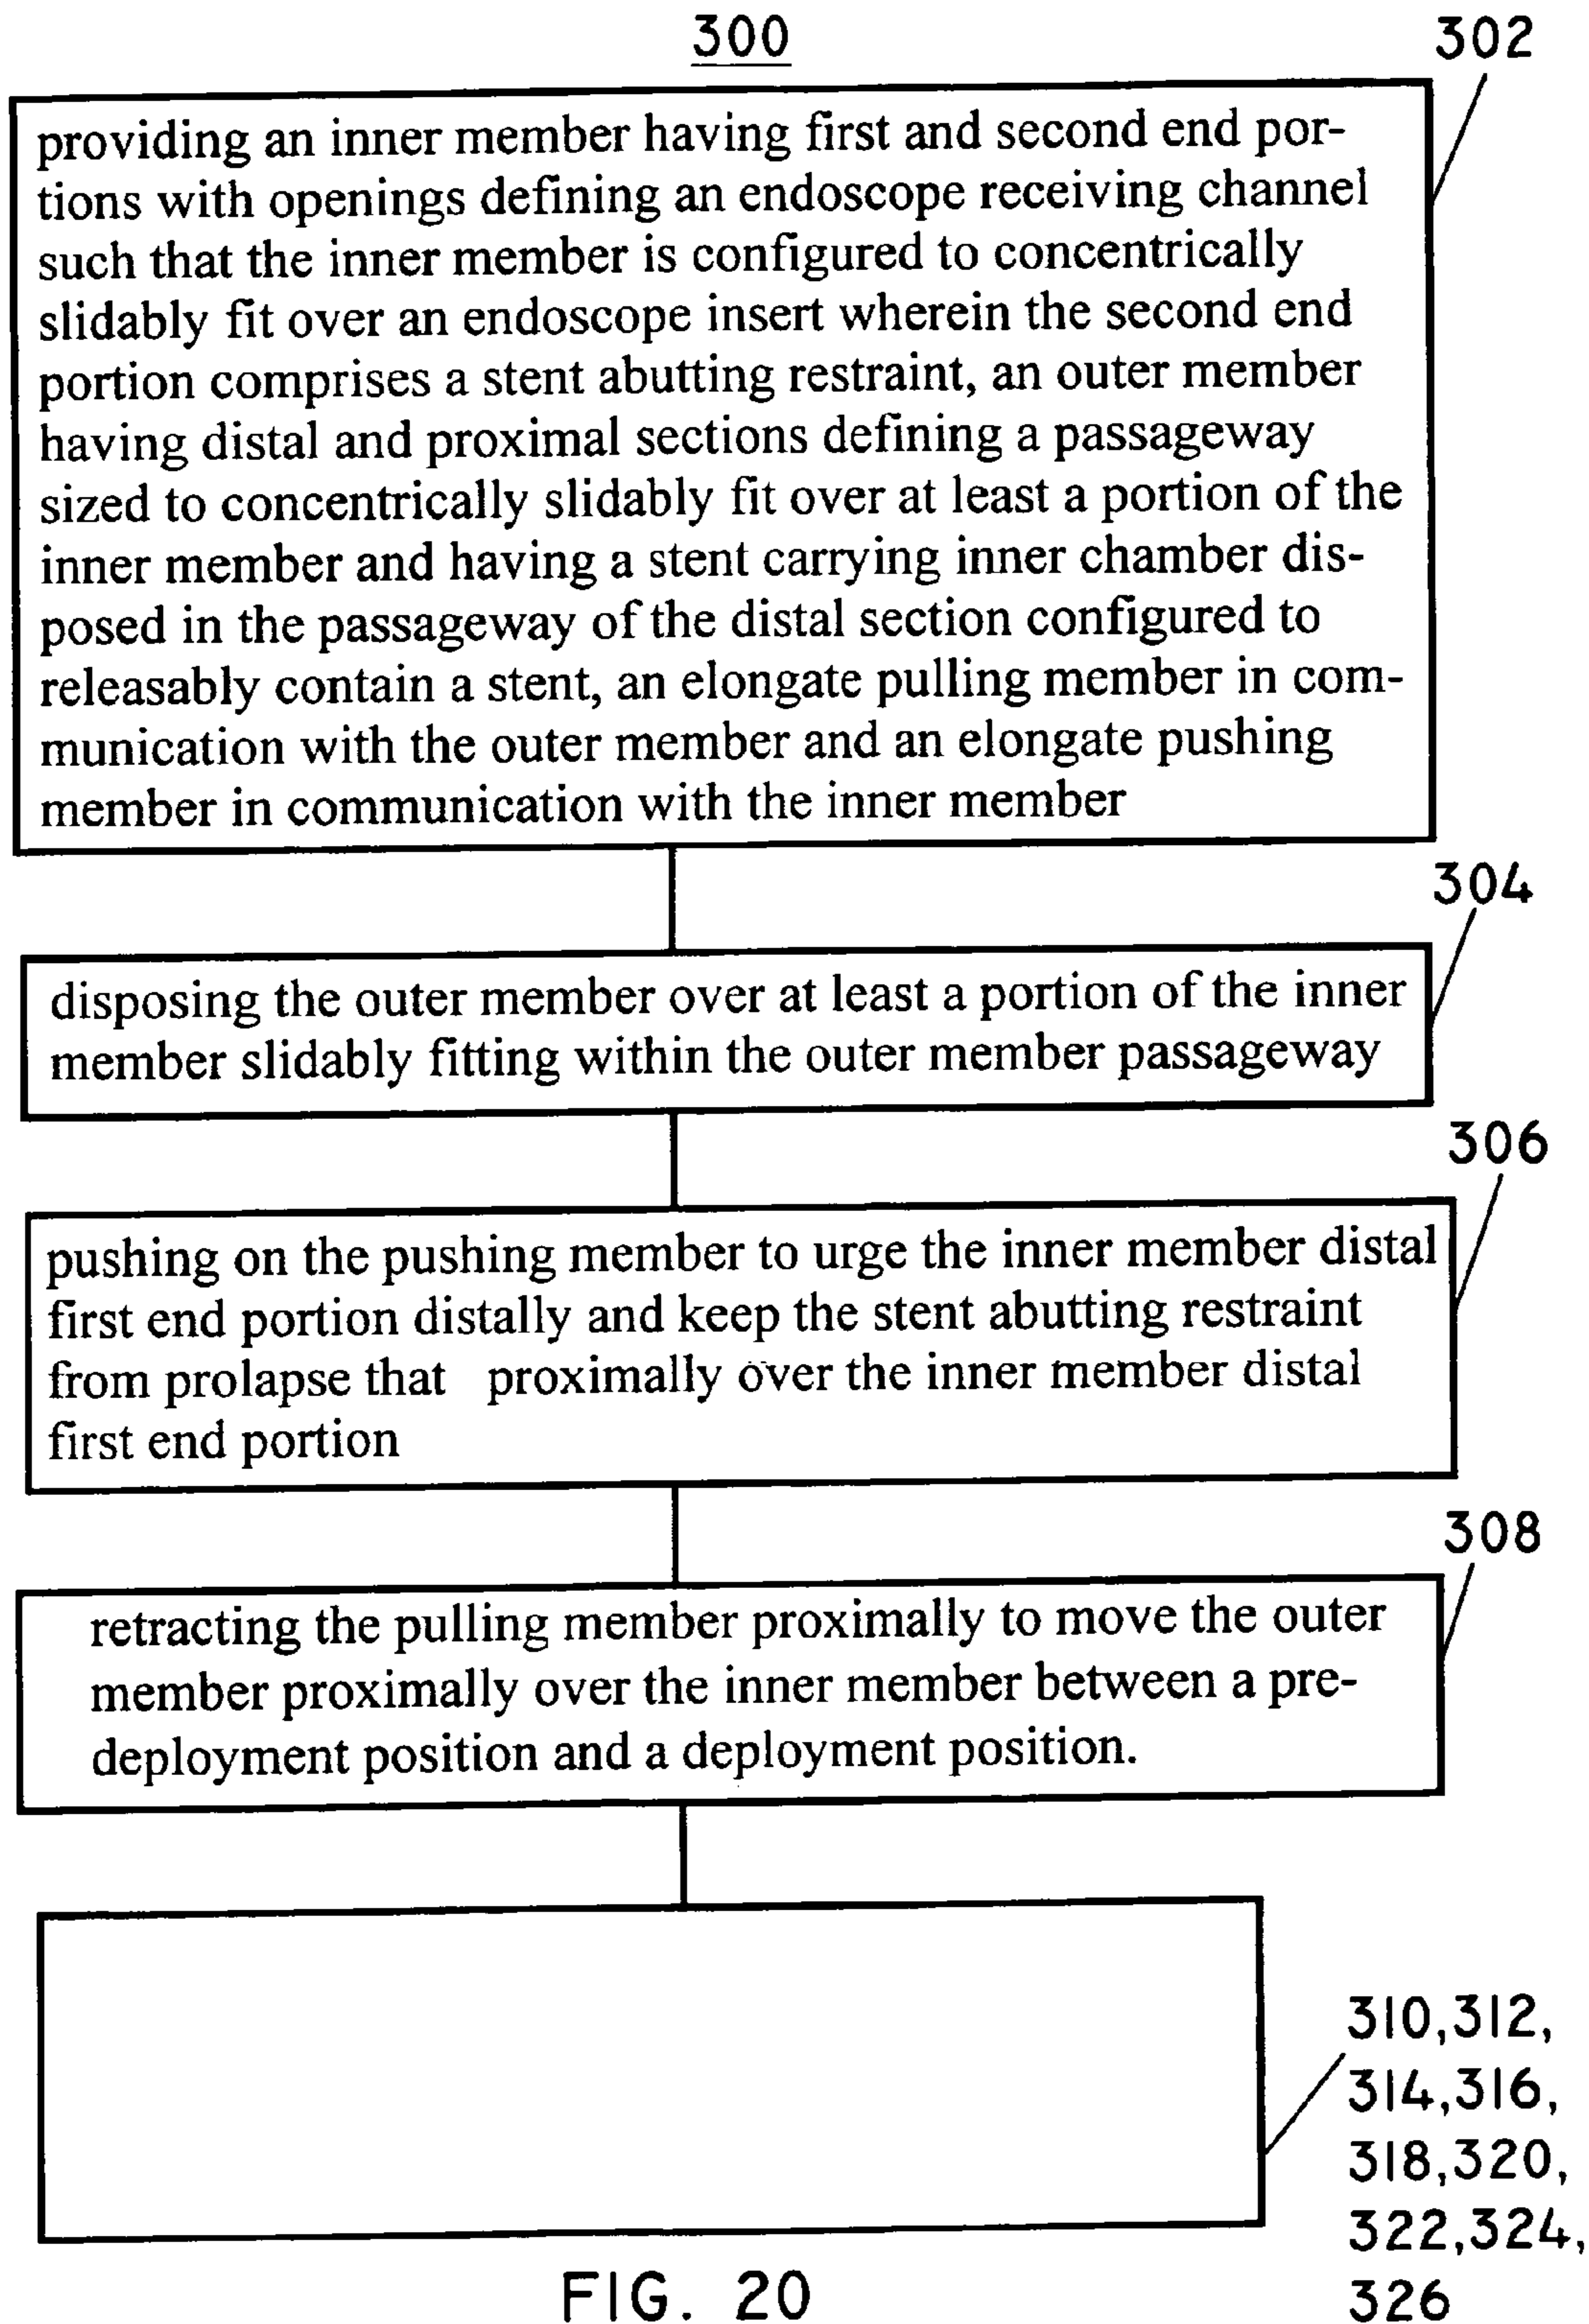 300
302
providing an inner member having first and second end por-
tions with openings defining an endoscope receiving channel
such that the inner member is configured to concentrically
slidably fit over an endoscope insert wherein the second end
portion comprises a stent abutting restraint, an outer member
having distal and proximal sections defining a passageway
sized to concentrically slidably fit over at least a portion of the
inner member and having a stent carrying inner chamber dis-
posed in the passageway of the distal section configured to
releasably contain a stent, an elongate pulling member in com-
munication with the outer member and an elongate pushing
member in communication with the inner member
304
disposing the outer member over at least a portion of the inner
member slidably fitting within the outer member passageway
306
pushing on the pushing member to urge the inner member distal
first end portion distally and keep the stent abutting restraint
from prolapse that proximally over the inner member distal
first end portion
308
retracting the pulling member proximally to move the outer
member proximally over the inner member between a pre-
deployment position and a deployment position.
310,312,
314,316,
318,320,
322,324,
326
FIG. 20